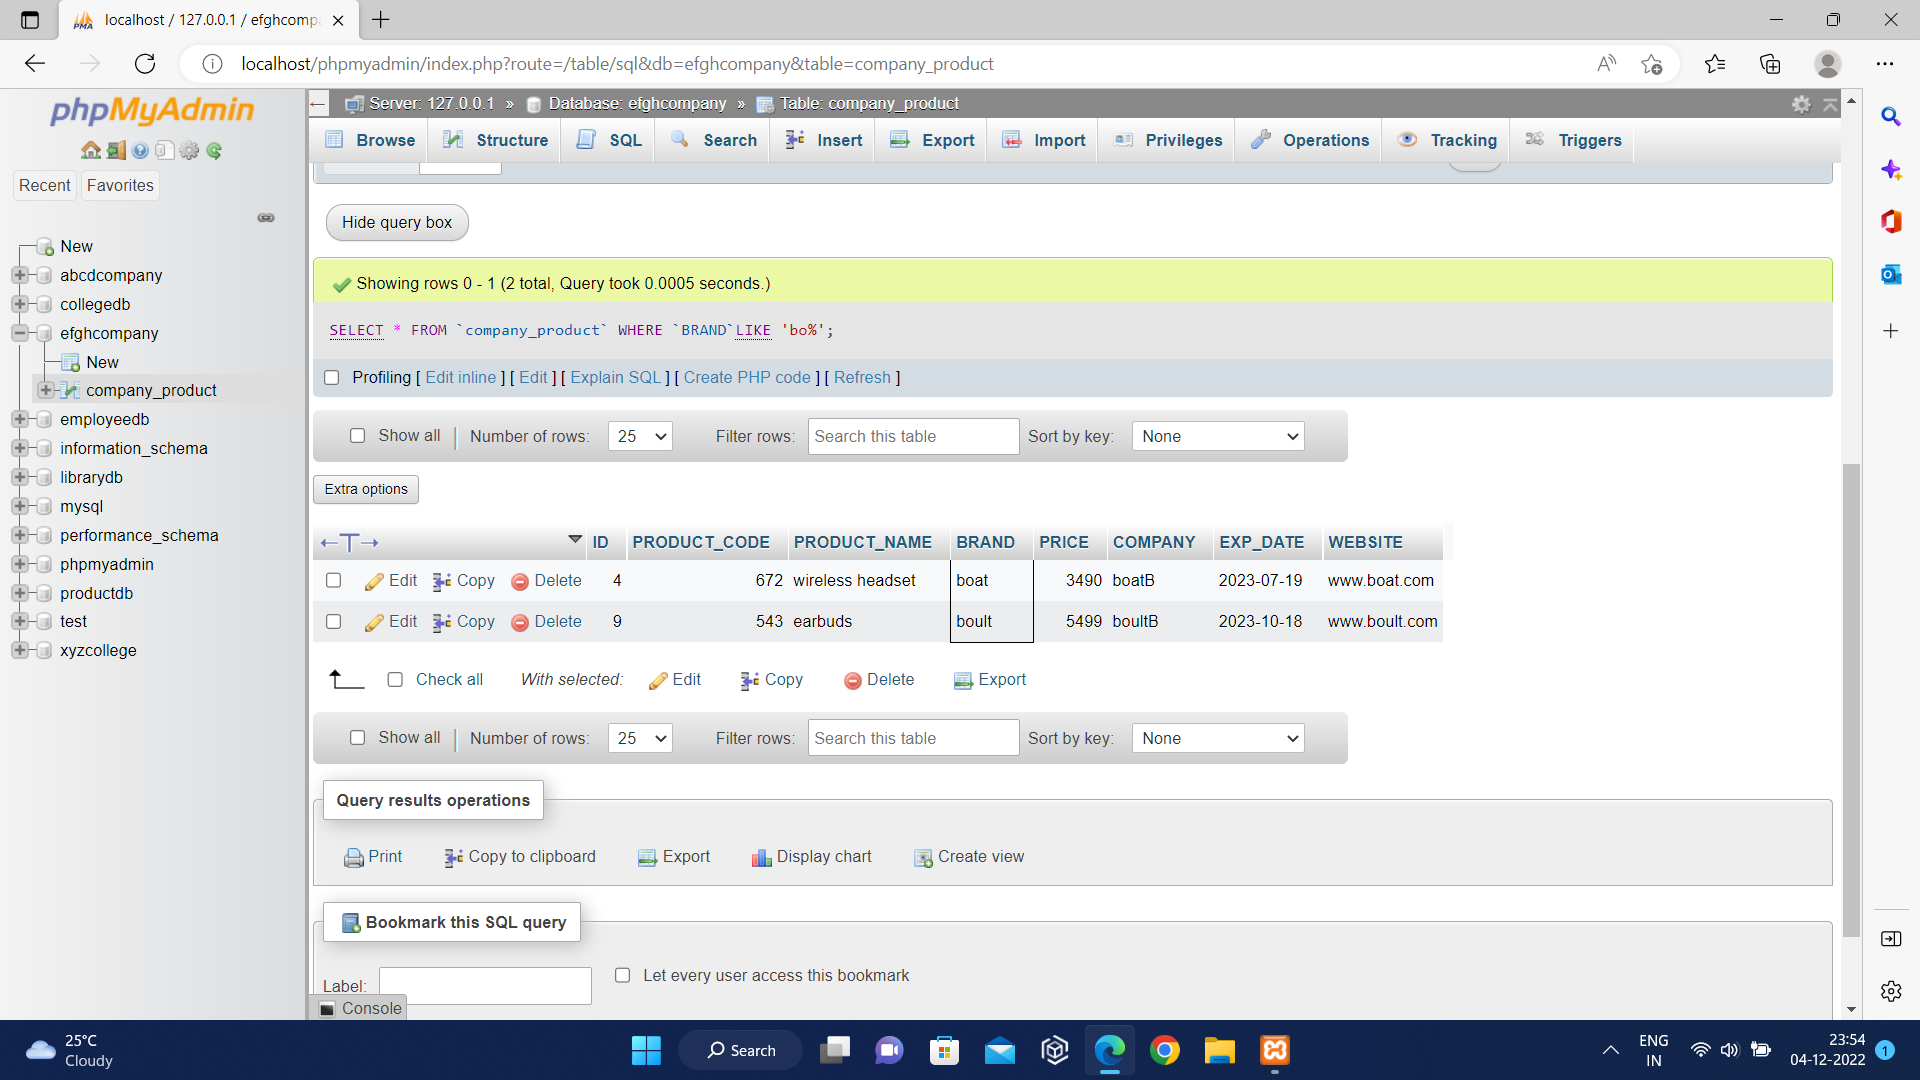 localhost / 127.0.0.1 / efghcomp
localhost/phpmyadmin/index.php?route=/table/sql&db=efghcompany&table=company_product
phpMyAdmin
Recent
Favorites
New
abcdcompany
collegedb
efghcompany
New
company_product
employeedb
information_schema
librarydb
mysql
performance_schema
phpmyadmin
productdb
test
xyzcollege
Server: 127.0.0.1 » Database: efghcompany » Table: company_product
Browse Structure SQL Search Insert Export Import Privileges Operations Tracking Triggers
Hide query box
Showing rows 0 - 1 (2 total, Query took 0.0005 seconds.)
SELECT * FROM `company_product` WHERE `BRAND`LIKE 'bo%';
Profiling [ Edit inline ] [ Edit ] [ Explain SQL ] [ Create PHP code ] [ Refresh ]
Show all | Number of rows: 25 Filter rows: Search this table Sort by key: None
Extra options
ID PRODUCT_CODE PRODUCT_NAME BRAND PRICE COMPANY EXP_DATE WEBSITE
Edit Copy Delete 4 672 wireless headset boat 3490 boatB 2023-07-19 www.boat.com
Edit Copy Delete 9 543 earbuds boult 5499 boultB 2023-10-18 www.boult.com
Check all With selected: Edit Copy Delete Export
Show all | Number of rows: 25 Filter rows: Search this table Sort by key: None
Query results operations
Print Copy to clipboard Export Display chart Create view
Bookmark this SQL query
Label: Let every user access this bookmark
Console
25°C
Cloudy
Search
ENG
IN
23:54
04-12-2022
1